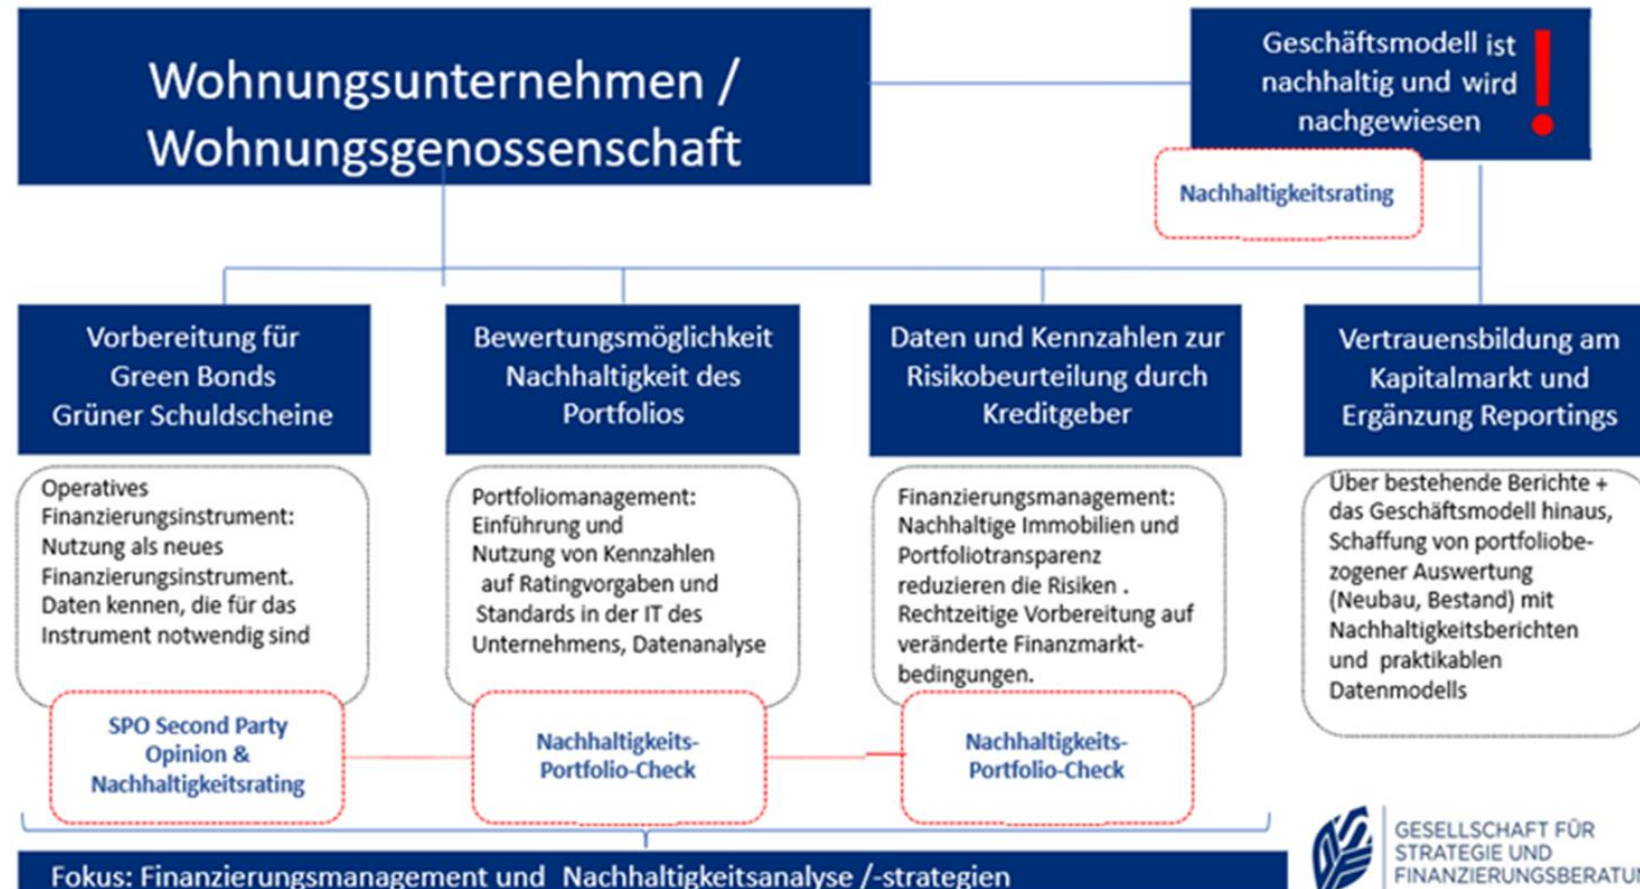 Wohnungsunternehmen /
Wohnungsgenossenschaft
Geschäftsmodell ist
nachhaltig und wird
nachgewiesen
!
Nachhaltigkeitsrating
Vorbereitung für
Green Bonds
Grüner Schuldscheine
Bewertungsmöglichkeit
Nachhaltigkeit des
Portfolios
Daten und Kennzahlen zur
Risikobeurteilung durch
Kreditgeber
Vertrauensbildung am
Kapitalmarkt und
Ergänzung Reportings
Operatives
Finanzierungsinstrument:
Nutzung als neues
Finanzierungsinstrument.
Daten kennen, die für das
Instrument notwendig sind
Portfoliomanagement:
Einführung und
Nutzung von Kennzahlen
auf Ratingvorgaben und
Standards in der IT des
Unternehmens, Datenanalyse
Finanzierungsmanagement:
Nachhaltige Immobilien und
Portfoliotransparenz
reduzieren die Risiken .
Rechtzeitige Vorbereitung auf
veränderte Finanzmarkt-
bedingungen.
Über bestehende Berichte +
das Geschäftsmodell hinaus,
Schaffung von portfoliobe-
zogener Auswertung
(Neubau, Bestand) mit
Nachhaltigkeitsberichten
und praktikablen
Datenmodells
SPO Second Party
Opinion &
Nachhaltigkeitsrating
Nachhaltigkeits-
Portfolio-Check
Nachhaltigkeits-
Portfolio-Check
Fokus: Finanzierungsmanagement und Nachhaltigkeitsanalyse /-strategien
GESELLSCHAFT FÜR
STRATEGIE UND
FINANZIERUNGSBERATUN